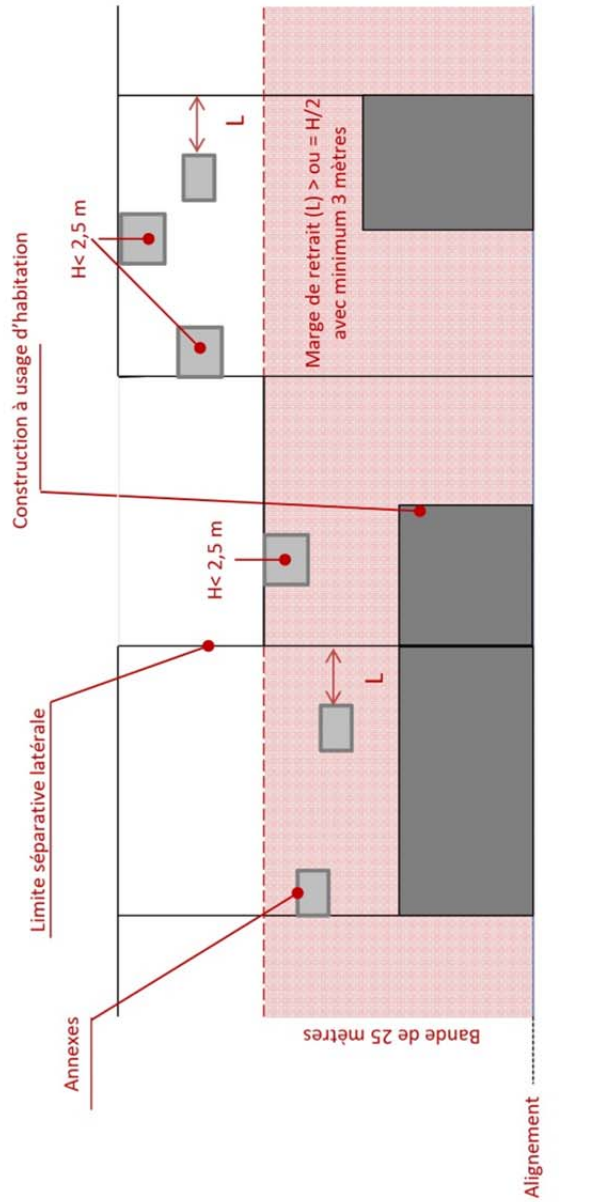 Construction à usage d'habitation
Limite séparative latérale
Annexes
H< 2,5 m
H< 2,5 m
L
L
Marge de retrait (L) > ou = H/2
avec minimum 3 mètres
Bande de 25 mètres
Alignement